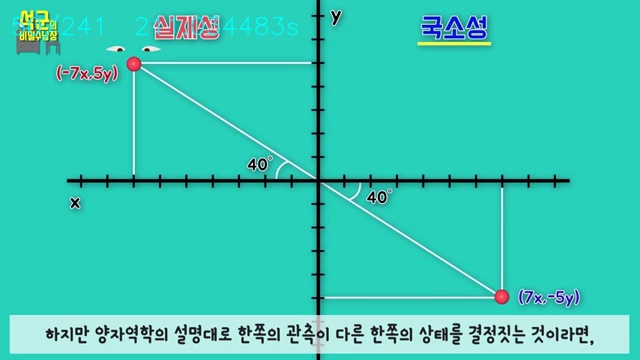 석군의
비밀수납장
실재성
y
국소성
(-7x,5y)
40°
x
40°
(7x,-5y)
하지만 양자역학의 설명대로 한쪽의 관측이 다른 한쪽의 상태를 결정짓는 것이라면,